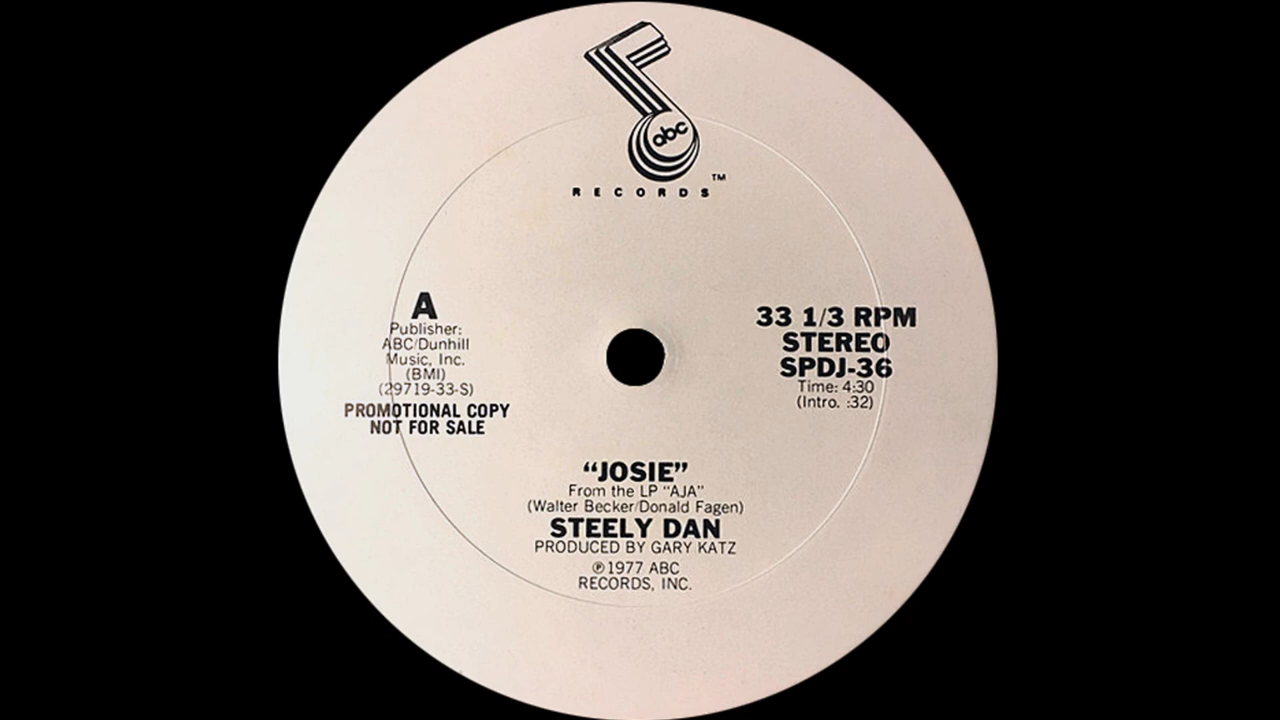 abc
TM
RECORDS
A
Publisher:
ABC/Dunhill
Music, Inc.
(BMI)
(29719-33-S)
PROMOTIONAL COPY
NOT FOR SALE
33 1/3 RPM
STEREO
SPDJ-36
Time: 4:30
(Intro. :32)
“JOSIE”
From the LP “AJA”
(Walter Becker/Donald Fagen)
STEELY DAN
PRODUCED BY GARY KATZ
℗1977 ABC
RECORDS, INC.